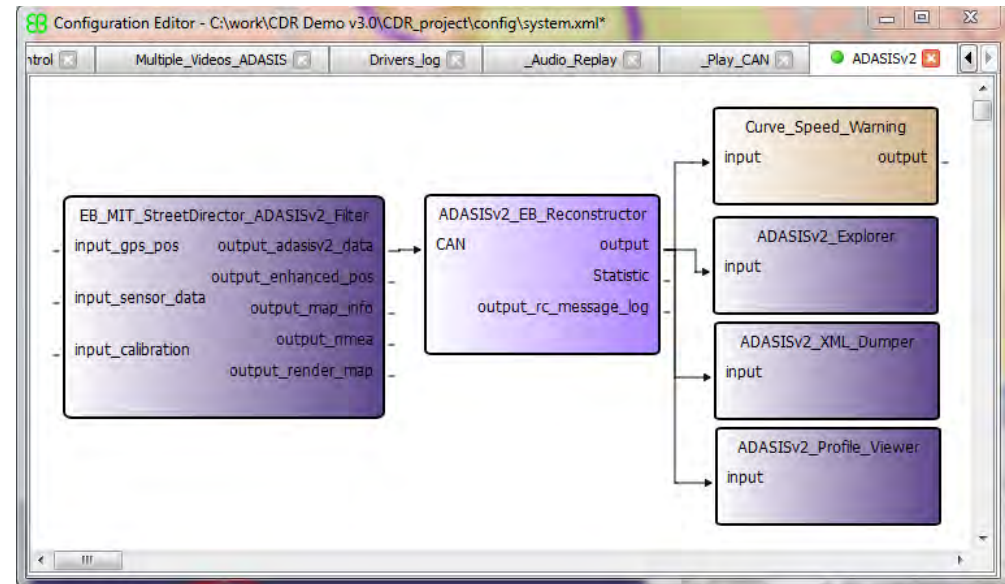 EB Configuration Editor - C:\work\CDR Demo v3.0\CDR_project\config\system.xml*
ntrol Multiple_Videos_ADASIS Drivers_log _Audio_Replay _Play_CAN ADASISv2
Curve_Speed_Warning
input output
EB_MIT_StreetDirector_ADASISv2_Filter
input_gps_pos output_adasisv2_data
output_enhanced_pos
input_sensor_data
output_map_info
output_nmea
input_calibration
output_render_map
ADASISv2_EB_Reconstructor
CAN output
Statistic
output_rc_message_log
ADASISv2_Explorer
input
ADASISv2_XML_Dumper
input
ADASISv2_Profile_Viewer
input